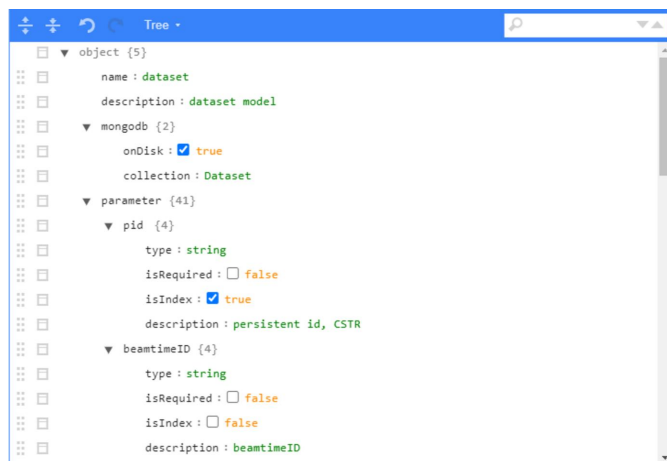 Tree
object {5}
name : dataset
description : dataset model
mongodb {2}
onDisk : true
collection : Dataset
parameter {41}
pid {4}
type : string
isRequired : false
isIndex : true
description : persistent id, CSTR
beamtimeID {4}
type : string
isRequired : false
isIndex : false
description : beamtimeID